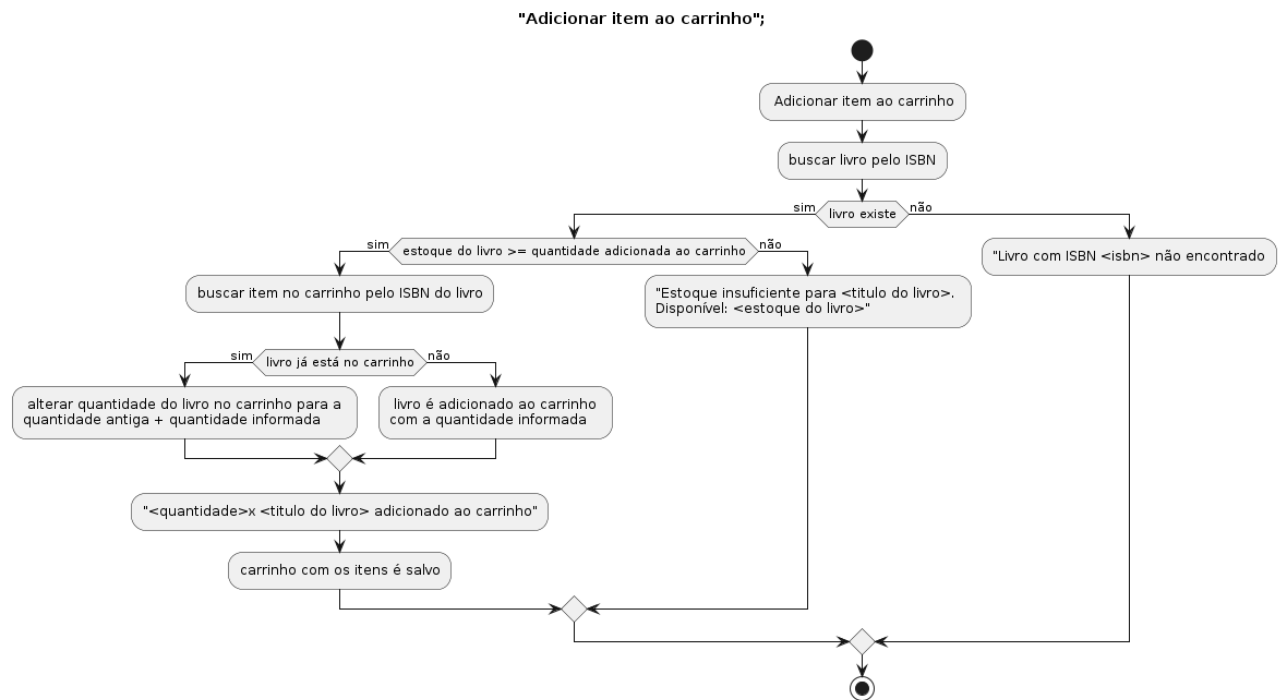 "Adicionar item ao carrinho";
Adicionar item ao carrinho
buscar livro pelo ISBN
sim
livro existe
não
sim
estoque do livro >= quantidade adicionada ao carrinho
não
"Livro com ISBN <isbn> não encontrado
buscar item no carrinho pelo ISBN do livro
"Estoque insuficiente para <titulo do livro>.
Disponível: <estoque do livro>"
sim
livro já está no carrinho
não
alterar quantidade do livro no carrinho para a
quantidade antiga + quantidade informada
livro é adicionado ao carrinho
com a quantidade informada
"<quantidade>x <titulo do livro> adicionado ao carrinho"
carrinho com os itens é salvo